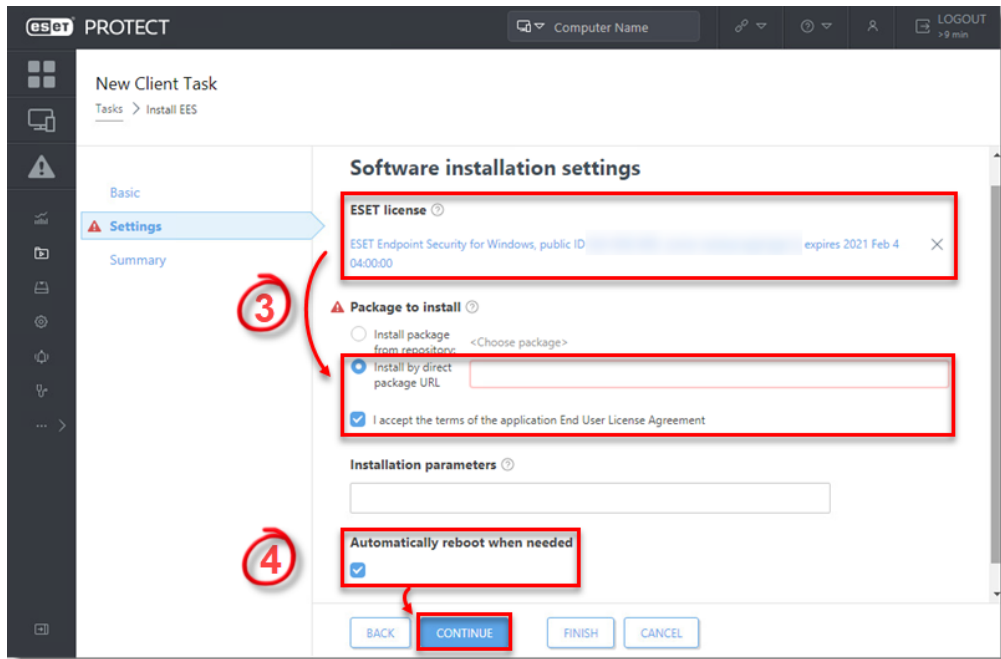 eset PROTECT
Computer Name
LOGOUT
>9 min
New Client Task
Tasks > Install EES
Basic
Settings
Summary
Software installation settings
ESET license
ESET Endpoint Security for Windows, public ID expires 2021 Feb 4
04:00:00
3
Package to install
Install package
from repository:
<Choose package>
Install by direct
package URL
I accept the terms of the application End User License Agreement
Installation parameters
4
Automatically reboot when needed
BACK CONTINUE FINISH CANCEL